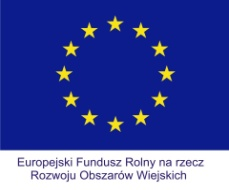 Europejski Fundusz Rolny na rzecz
Rozwoju Obszarów Wiejskich